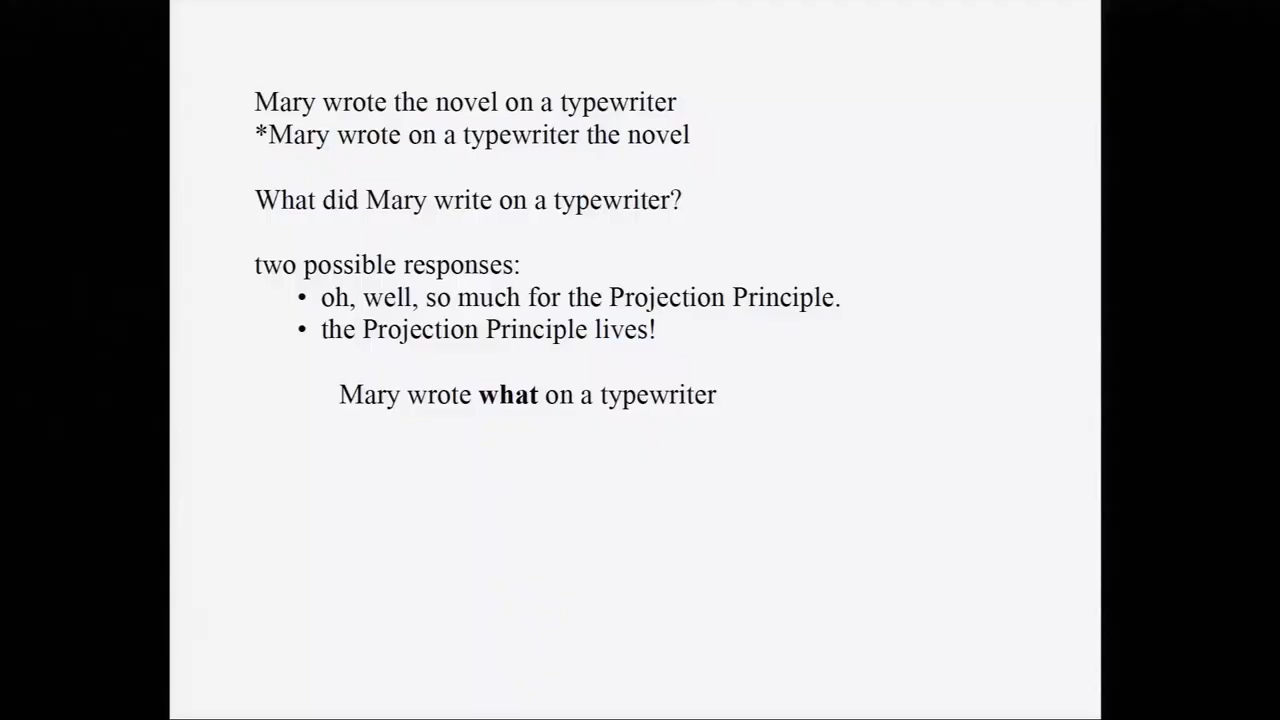 Mary wrote the novel on a typewriter
*Mary wrote on a typewriter the novel
What did Mary write on a typewriter?
two possible responses:
• oh, well, so much for the Projection Principle.
• the Projection Principle lives!
Mary wrote what on a typewriter